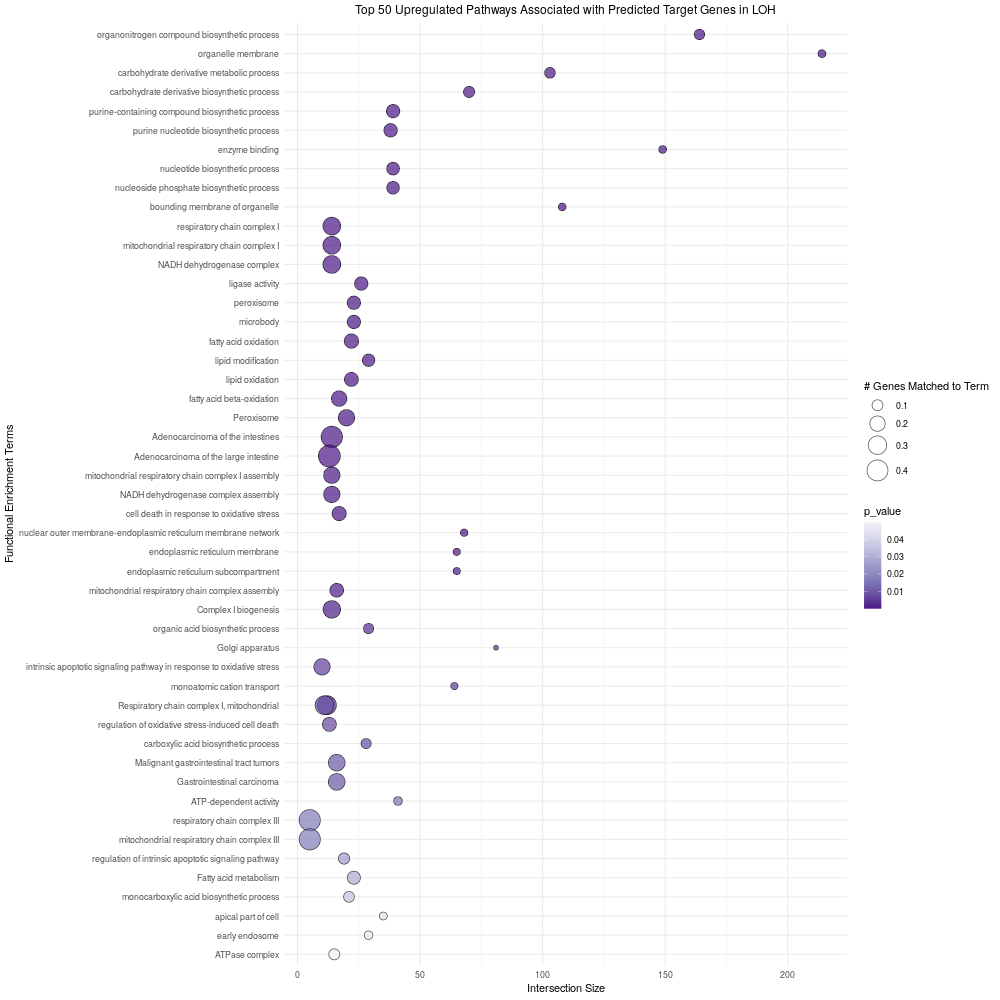 Top 50 Upregulated Pathways Associated with Predicted Target Genes in LOH
Functional Enrichment Terms
organonitrogen compound biosynthetic process
organelle membrane
carbohydrate derivative metabolic process
carbohydrate derivative biosynthetic process
purine-containing compound biosynthetic process
purine nucleotide biosynthetic process
enzyme binding
nucleotide biosynthetic process
nucleoside phosphate biosynthetic process
bounding membrane of organelle
respiratory chain complex I
mitochondrial respiratory chain complex I
NADH dehydrogenase complex
ligase activity
peroxisome
microbody
fatty acid oxidation
lipid modification
lipid oxidation
fatty acid beta-oxidation
Peroxisome
Adenocarcinoma of the intestines
Adenocarcinoma of the large intestine
mitochondrial respiratory chain complex I assembly
NADH dehydrogenase complex assembly
cell death in response to oxidative stress
nuclear outer membrane-endoplasmic reticulum membrane network
endoplasmic reticulum membrane
endoplasmic reticulum subcompartment
mitochondrial respiratory chain complex assembly
Complex I biogenesis
organic acid biosynthetic process
Golgi apparatus
intrinsic apoptotic signaling pathway in response to oxidative stress
monoatomic cation transport
Respiratory chain complex I, mitochondrial
regulation of oxidative stress-induced cell death
carboxylic acid biosynthetic process
Malignant gastrointestinal tract tumors
Gastrointestinal carcinoma
ATP-dependent activity
respiratory chain complex III
mitochondrial respiratory chain complex III
regulation of intrinsic apoptotic signaling pathway
Fatty acid metabolism
monocarboxylic acid biosynthetic process
apical part of cell
early endosome
ATPase complex
0 50 100 150 200
Intersection Size
# Genes Matched to Term
0.1
0.2
0.3
0.4
p_value
0.04
0.03
0.02
0.01